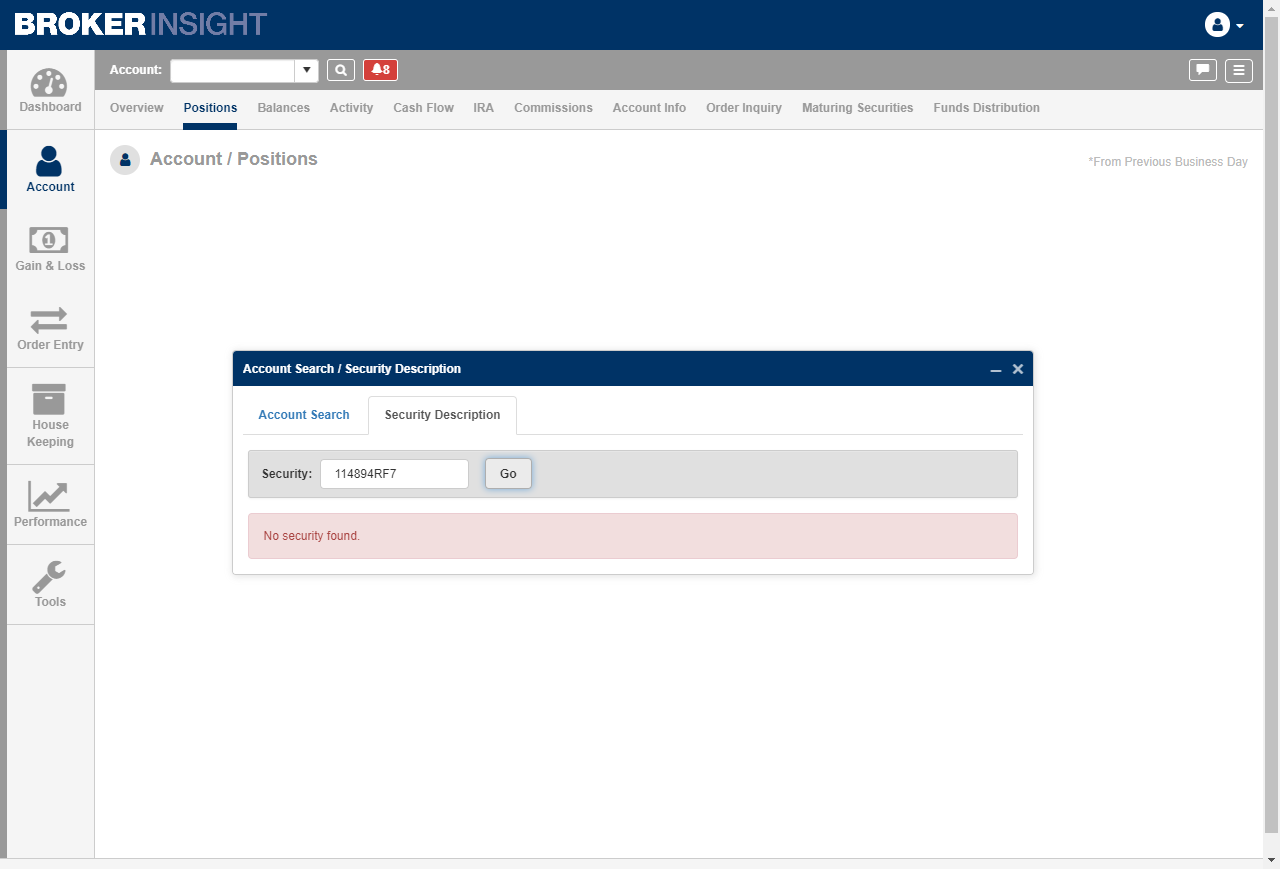 BROKER INSIGHT
Account:
8
Dashboard
Overview Positions Balances Activity Cash Flow IRA Commissions Account Info Order Inquiry Maturing Securities Funds Distribution
Account / Positions
*From Previous Business Day
Account
Gain & Loss
Order Entry
House
Keeping
Performance
Tools
Account Search / Security Description
Account Search Security Description
Security: 114894RF7 Go
No security found.